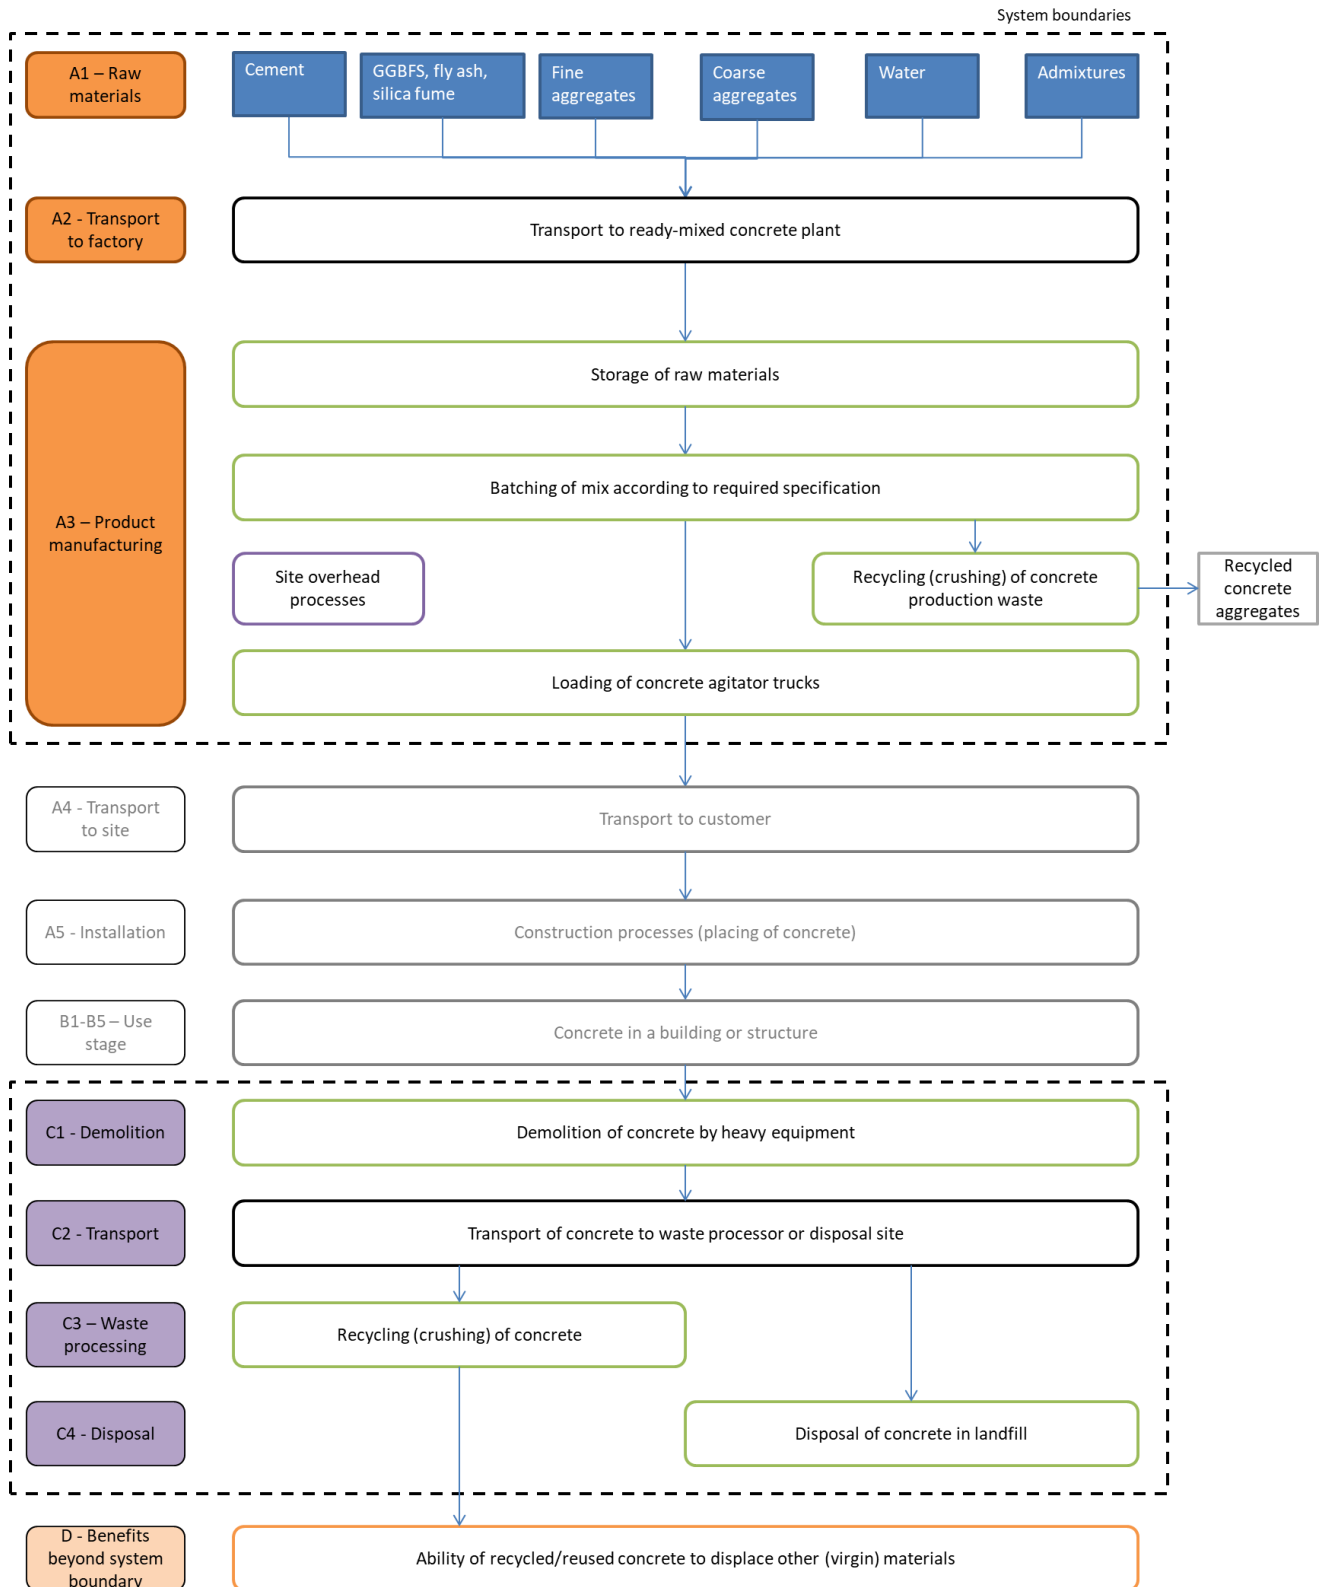 System boundaries
A1 – Raw
materials
Cement
GGBFS, fly ash,
silica fume
Fine
aggregates
Coarse
aggregates
Water
Admixtures
A2 - Transport
to factory
Transport to ready-mixed concrete plant
Storage of raw materials
Batching of mix according to required specification
A3 – Product
manufacturing
Site overhead
processes
Recycling (crushing) of concrete
production waste
Recycled
concrete
aggregates
Loading of concrete agitator trucks
A4 - Transport
to site
Transport to customer
A5 - Installation
Construction processes (placing of concrete)
B1-B5 – Use
stage
Concrete in a building or structure
C1 - Demolition
Demolition of concrete by heavy equipment
C2 - Transport
Transport of concrete to waste processor or disposal site
C3 – Waste
processing
Recycling (crushing) of concrete
C4 - Disposal
Disposal of concrete in landfill
D - Benefits
beyond system
boundary
Ability of recycled/reused concrete to displace other (virgin) materials